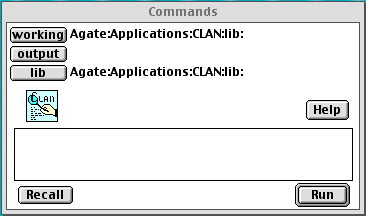 Commands
working Agate:Applications:CLAN:lib:
output
lib Agate:Applications:CLAN:lib:
CLAN
Help
Recall
Run